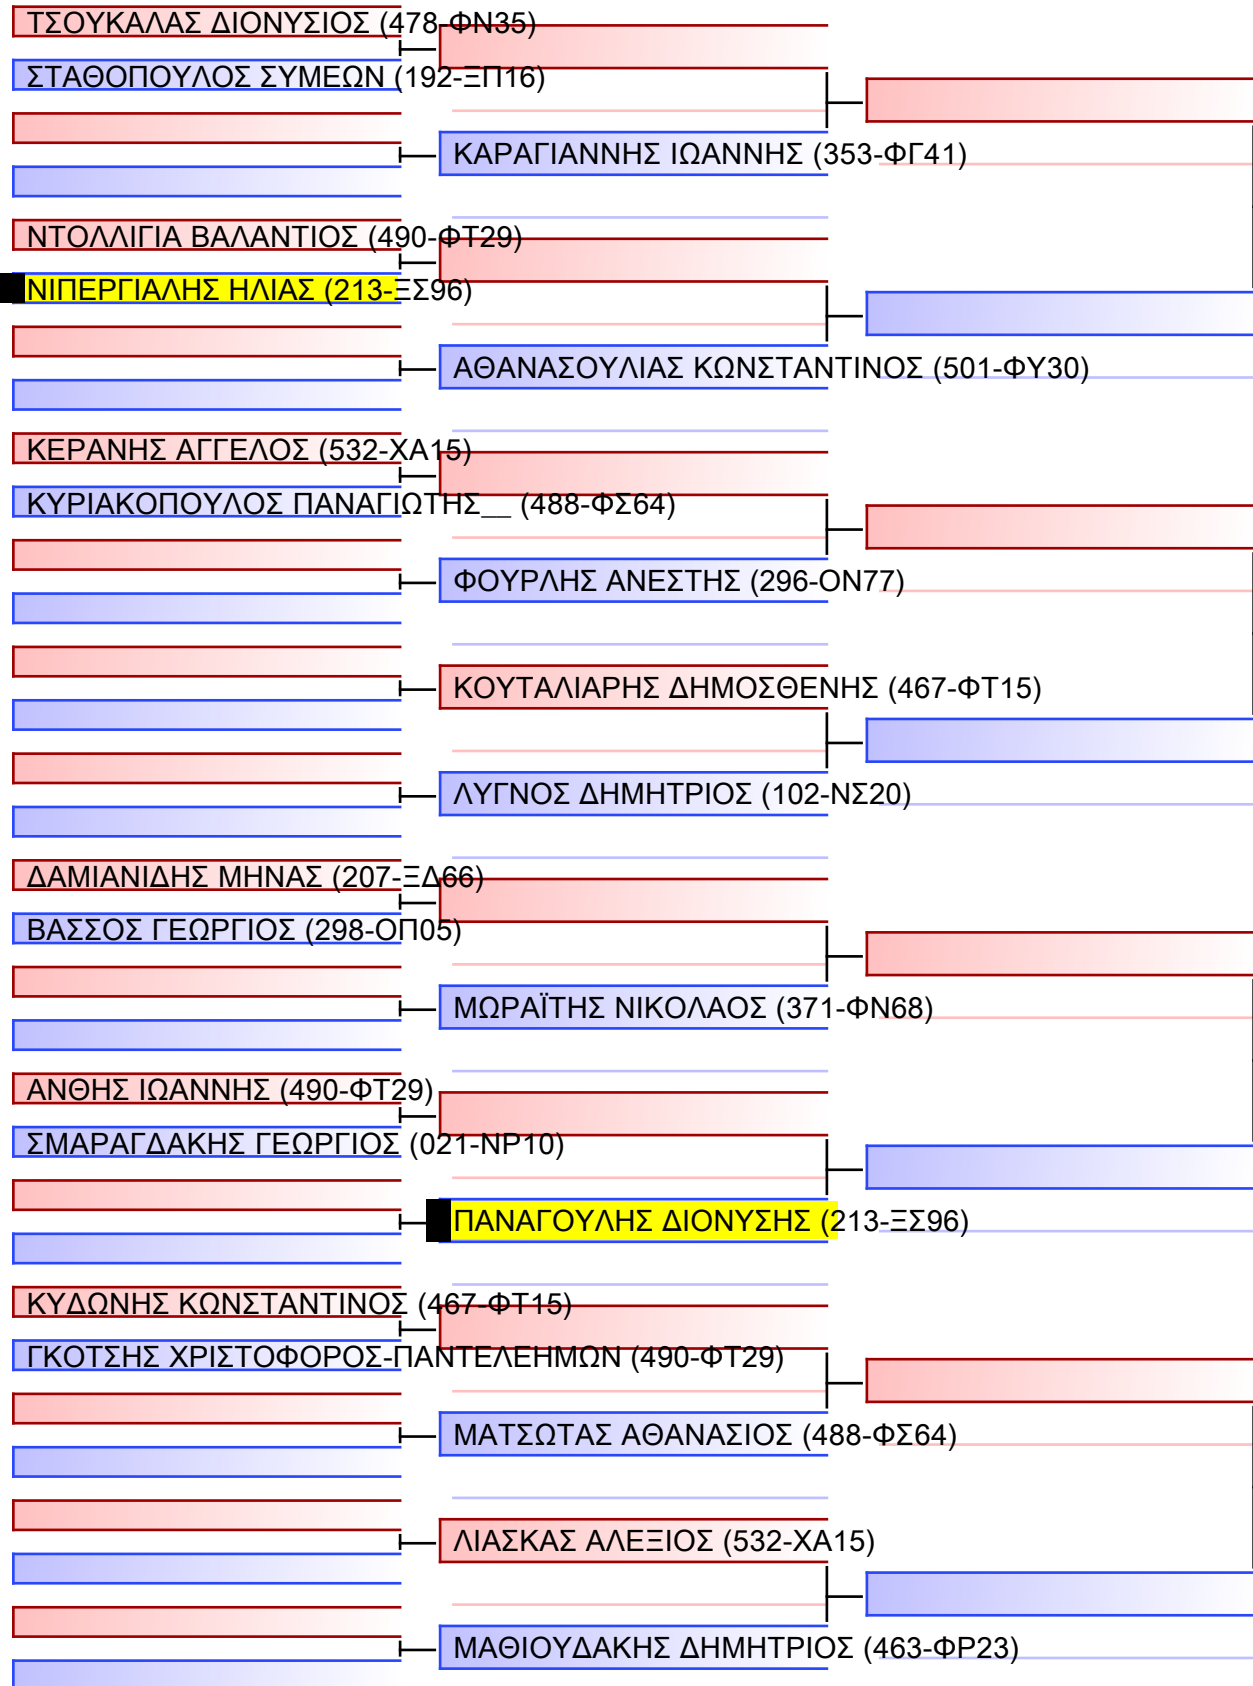 ΤΣΟΥΚΑΛΑΣ ΔΙΟΝΥΣΙΟΣ (478-ΦΝ35)
ΣΤΑΘΟΠΟΥΛΟΣ ΣΥΜΕΩΝ (192-ΞΠ16)
ΚΑΡΑΓΙΑΝΝΗΣ ΙΩΑΝΝΗΣ (353-ΦΓ41)
ΝΤΟΛΛΙΓΙΑ ΒΑΛΑΝΤΙΟΣ (490-ΦΤ29)
ΝΙΠΕΡΓΙΑΛΗΣ ΗΛΙΑΣ (213-ΞΣ96)
ΑΘΑΝΑΣΟΥΛΙΑΣ ΚΩΝΣΤΑΝΤΙΝΟΣ (501-ΦΥ30)
ΚΕΡΑΝΗΣ ΑΓΓΕΛΟΣ (532-ΧΑ15)
ΚΥΡΙΑΚΟΠΟΥΛΟΣ ΠΑΝΑΓΙΩΤΗΣ__ (488-ΦΣ64)
ΦΟΥΡΛΗΣ ΑΝΕΣΤΗΣ (296-ΟΝ77)
ΚΟΥΤΑΛΙΑΡΗΣ ΔΗΜΟΣΘΕΝΗΣ (467-ΦΤ15)
ΛΥΓΝΟΣ ΔΗΜΗΤΡΙΟΣ (102-ΝΣ20)
ΔΑΜΙΑΝΙΔΗΣ ΜΗΝΑΣ (207-ΞΔ66)
ΒΑΣΣΟΣ ΓΕΩΡΓΙΟΣ (298-ΟΠ05)
ΜΩΡΑΪΤΗΣ ΝΙΚΟΛΑΟΣ (371-ΦΝ68)
ΑΝΘΗΣ ΙΩΑΝΝΗΣ (490-ΦΤ29)
ΣΜΑΡΑΓΔΑΚΗΣ ΓΕΩΡΓΙΟΣ (021-ΝΡ10)
ΠΑΝΑΓΟΥΛΗΣ ΔΙΟΝΥΣΗΣ (213-ΞΣ96)
ΚΥΔΩΝΗΣ ΚΩΝΣΤΑΝΤΙΝΟΣ (467-ΦΤ15)
ΓΚΟΤΣΗΣ ΧΡΙΣΤΟΦΟΡΟΣ-ΠΑΝΤΕΛΕΗΜΩΝ (490-ΦΤ29)
ΜΑΤΣΩΤΑΣ ΑΘΑΝΑΣΙΟΣ (488-ΦΣ64)
ΛΙΑΣΚΑΣ ΑΛΕΞΙΟΣ (532-ΧΑ15)
ΜΑΘΙΟΥΔΑΚΗΣ ΔΗΜΗΤΡΙΟΣ (463-ΦΡ23)